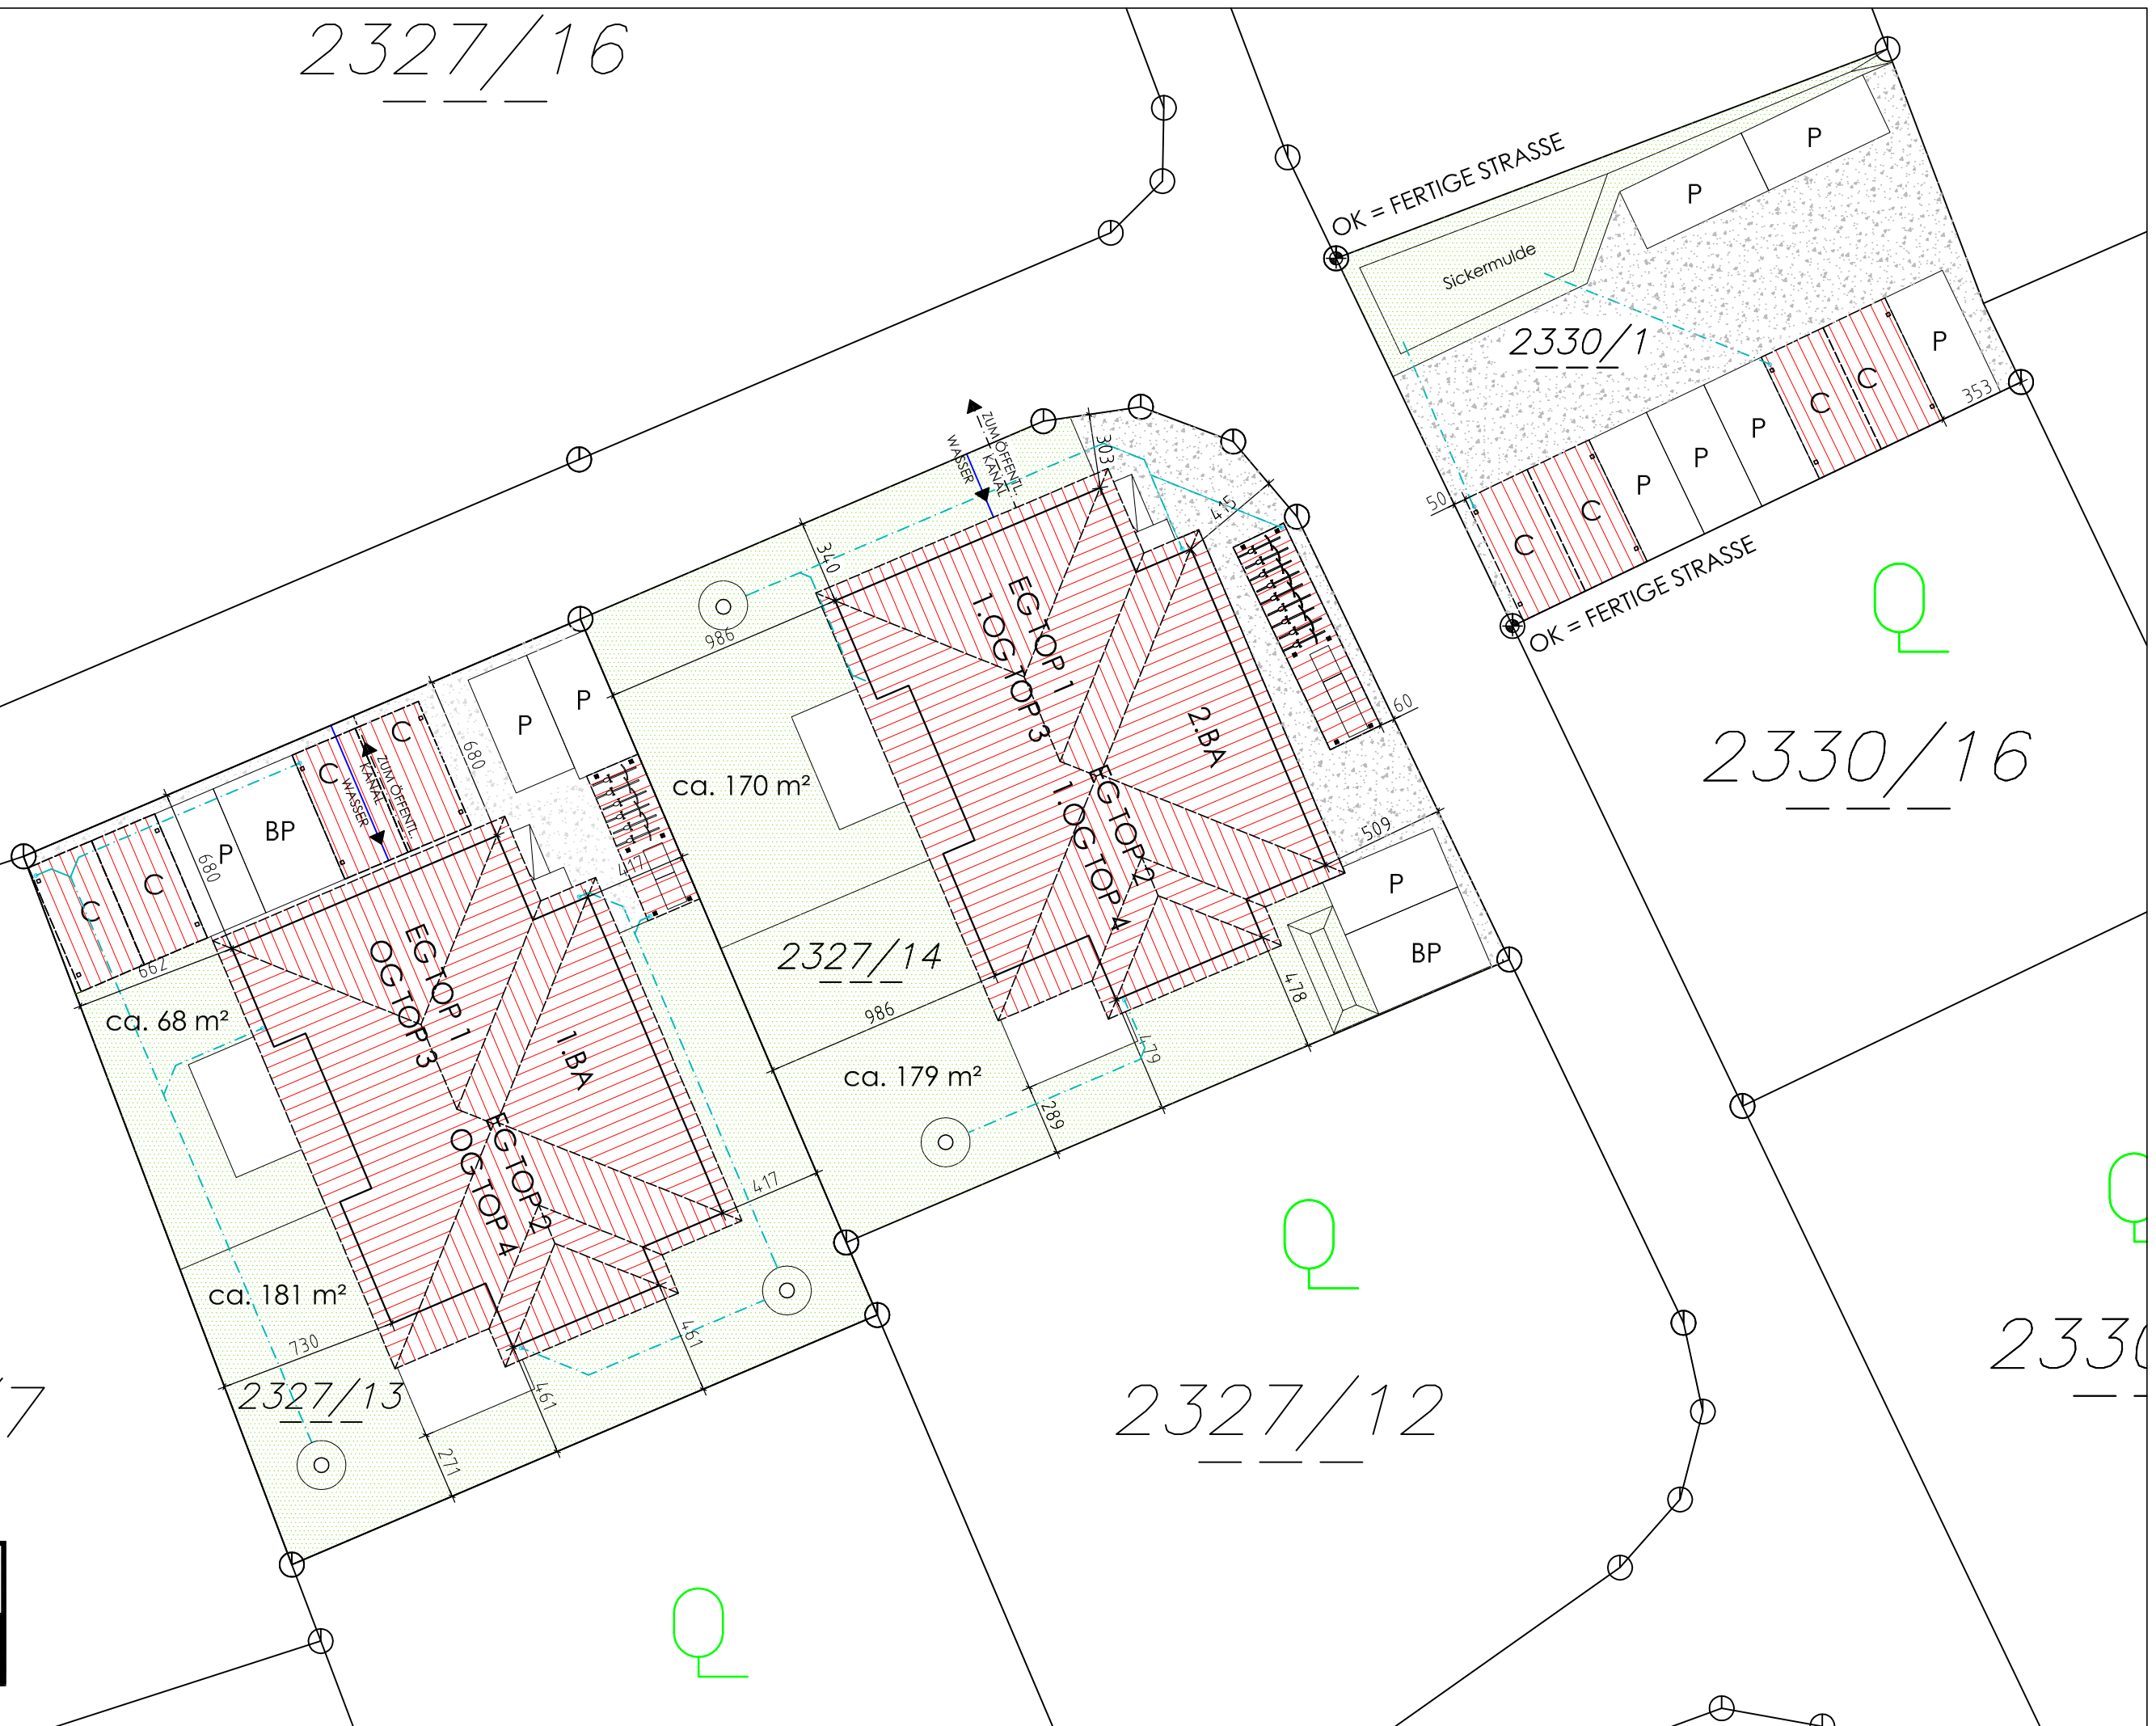 2327/16
OK = FERTIGE STRASSE
P
P
Sickermulde
2330/1
P
C
C
353
P
P
P
C
C
50
OK = FERTIGE STRASSE
2330/16
ZUM ÖFFENTL.
KANAL
WASSER
303
415
340
986
EG TOP 1
1.OG TOP 3
2.BA
EG TOP 2
1.OG TOP 4
60
509
P
BP
478
ca. 170 m²
2327/14
986
ca. 179 m²
479
289
P
P
680
C
C
ZUM ÖFFENTL.
KANAL
WASSER
BP
P
680
C
C
662
417
ca. 68 m²
EG TOP 1
OG TOP 3
1.BA
EG TOP 2
OG TOP 4
417
ca. 181 m²
730
2327/13
461
461
271
2327/12